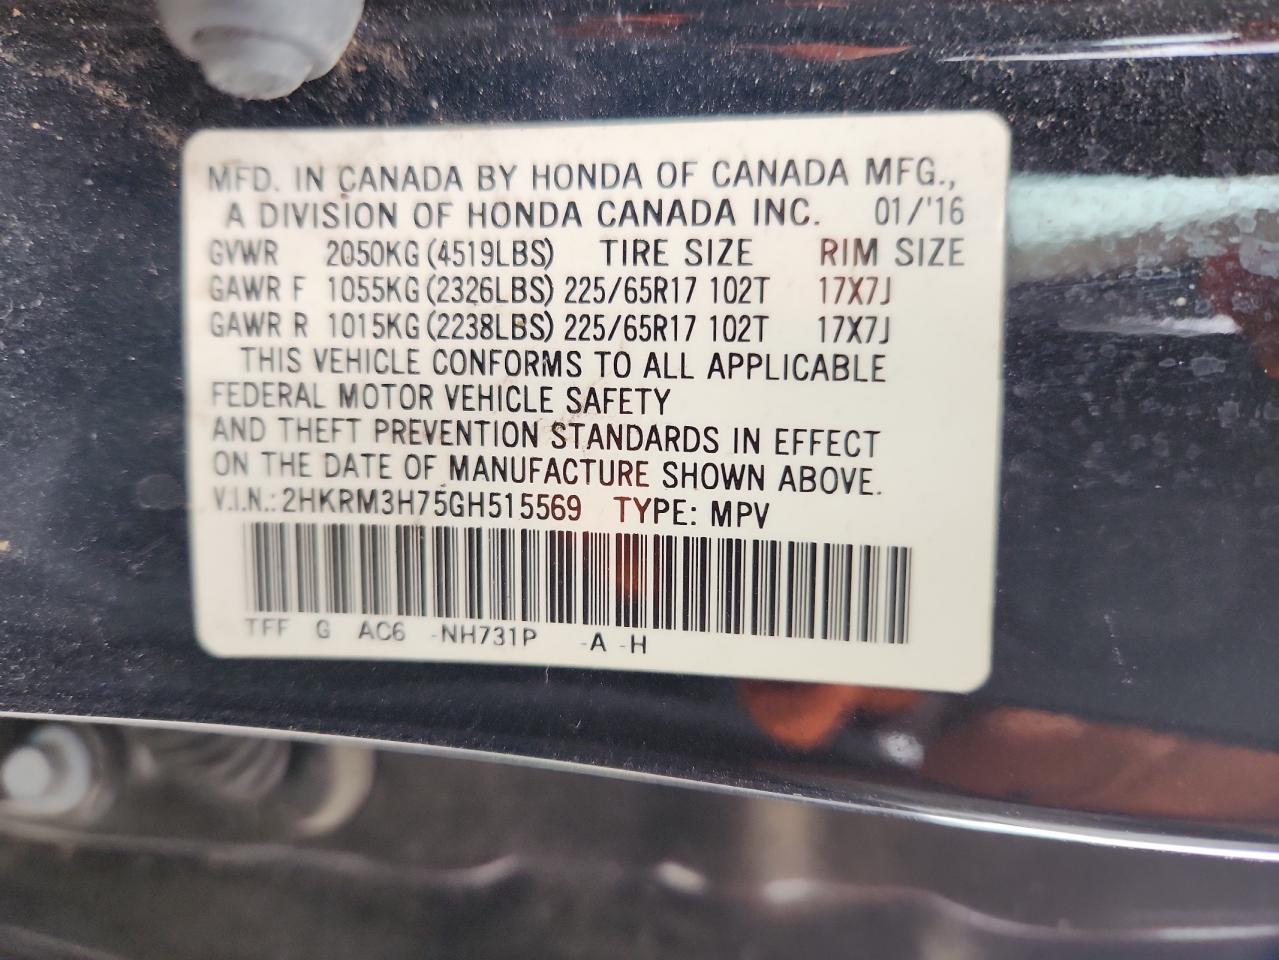 MFD. IN CANADA BY HONDA OF CANADA MFG.,
A DIVISION OF HONDA CANADA INC. 01/'16
GVWR 2050KG (4519LBS) TIRE SIZE RIM SIZE
GAWR F 1055KG (2326LBS) 225/65R17 102T 17X7J
GAWR R 1015KG (2238LBS) 225/65R17 102T 17X7J
THIS VEHICLE CONFORMS TO ALL APPLICABLE
FEDERAL MOTOR VEHICLE SAFETY
AND THEFT PREVENTION STANDARDS IN EFFECT
ON THE DATE OF MANUFACTURE SHOWN ABOVE.
V.I.N.: 2HKRM3H75GH515569 TYPE: MPV
TFF G AC6 -NH731P -A -H